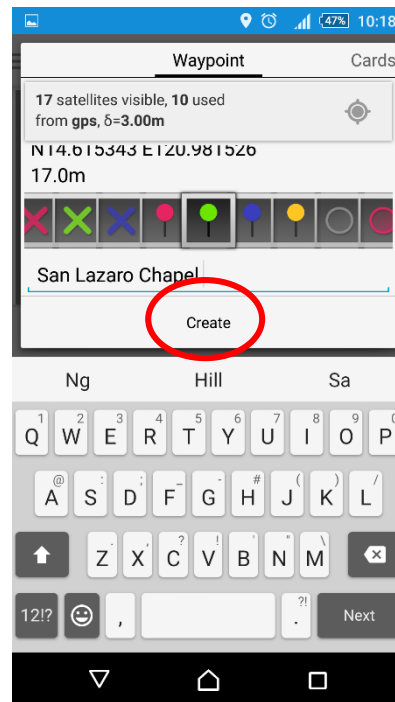 47% 10:18
Waypoint Cards
17 satellites visible, 10 used
from gps, δ=3.00m
N14.615343 E120.981526
17.0m
San Lazaro Chapel
Create
Ng Hill Sa
1 2 3 4 5 6 7 8 9 0
Q W E R T Y U I O P
@ : ; _ - # ( ) /
A S D F G H J K L
. , ? ! ' " \
Z X C V B N M
12!? , ?! . Next